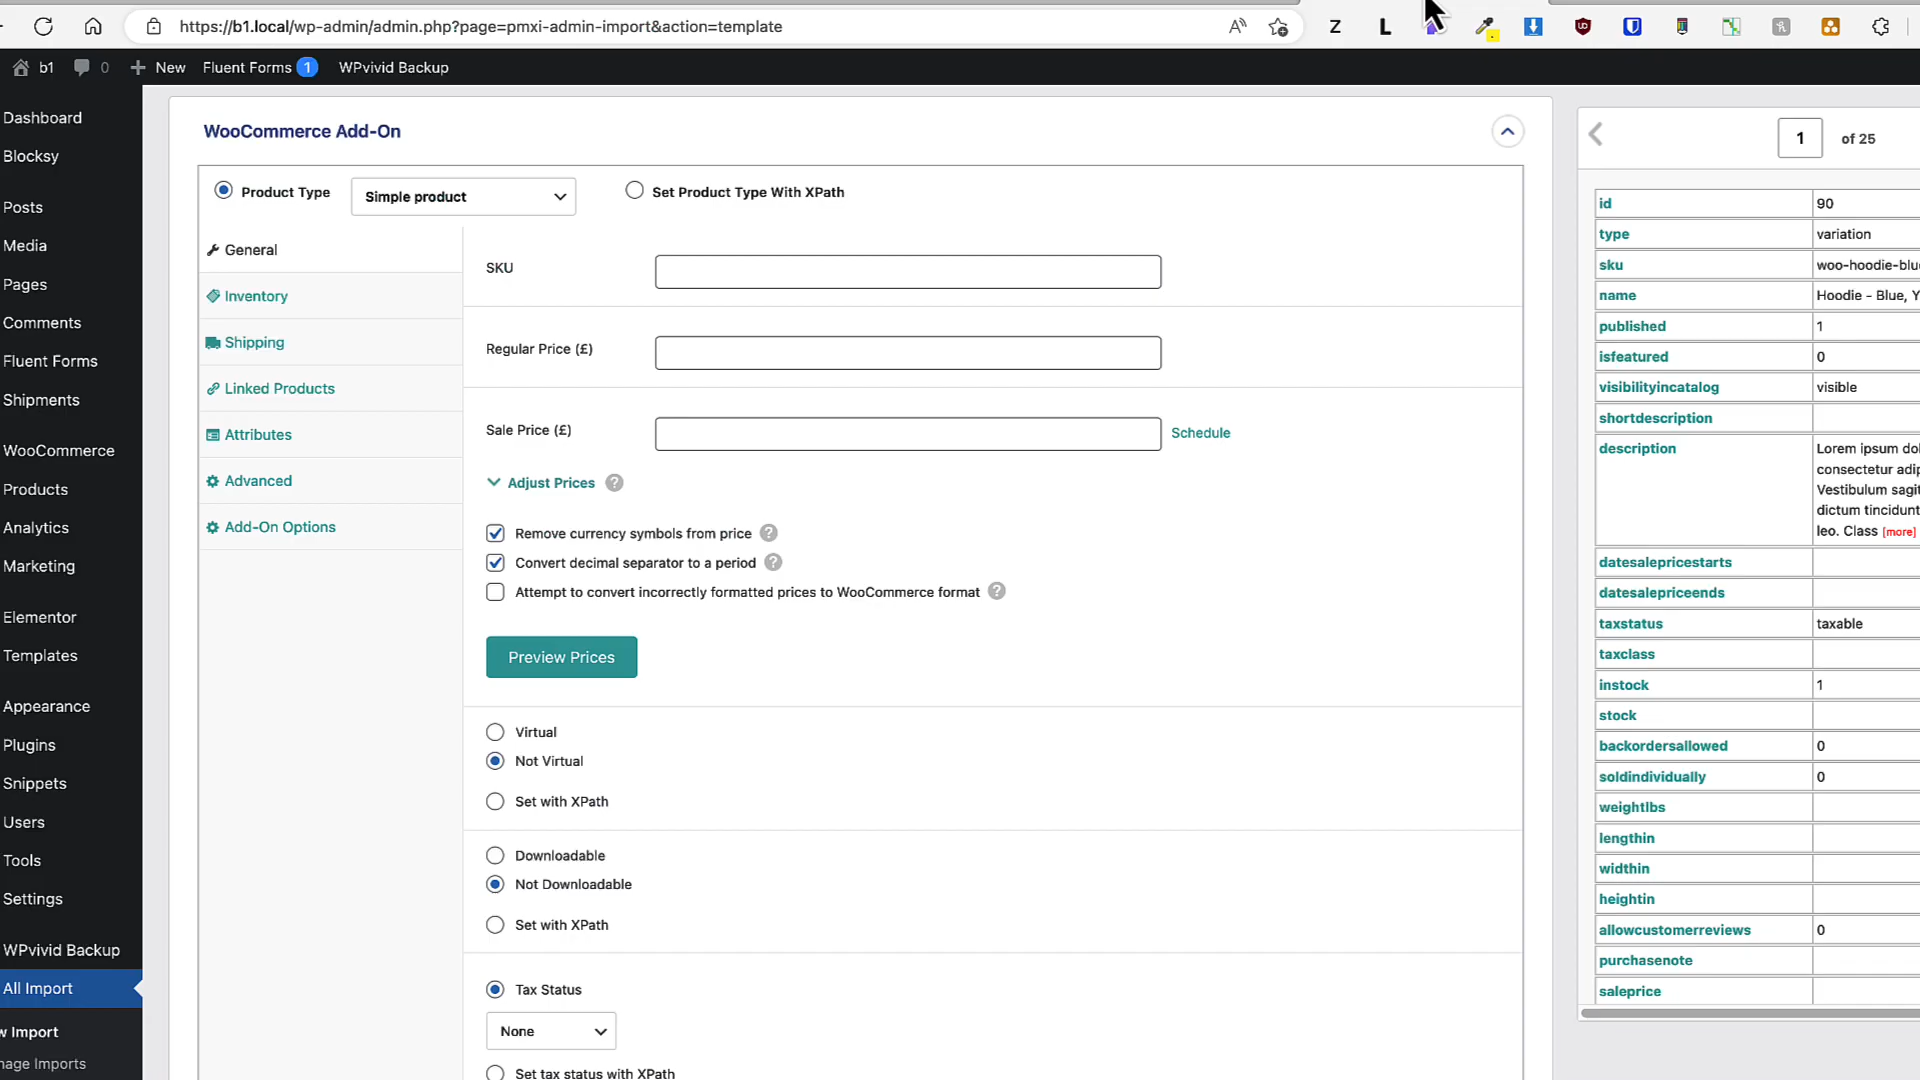 https://b1.local/wp-admin/admin.php?page=pmxi-admin-import&action=template
b1
0
New
Fluent Forms 1
WPvivid Backup
Dashboard
Blocksy
Posts
Media
Pages
Comments
Fluent Forms
Shipments
WooCommerce
Products
Analytics
Marketing
Elementor
Templates
Appearance
Plugins
Snippets
Users
Tools
Settings
WPvivid Backup
All Import
w Import
nage Imports
WooCommerce Add-On
Product Type
Simple product
Set Product Type With XPath
General
Inventory
Shipping
Linked Products
Attributes
Advanced
Add-On Options
SKU
Regular Price (£)
Sale Price (£)
Schedule
Adjust Prices ?
Remove currency symbols from price ?
Convert decimal separator to a period ?
Attempt to convert incorrectly formatted prices to WooCommerce format ?
Preview Prices
Virtual
Not Virtual
Set with XPath
Downloadable
Not Downloadable
Set with XPath
Tax Status
None
Set tax status with XPath
1 of 25
id 90
type variation
sku woo-hoodie-blu
name Hoodie - Blue, Y
published 1
isfeatured 0
visibilityincatalog visible
shortdescription
description Lorem ipsum dol
consectetur adip
Vestibulum sagit
dictum tincidunt
leo. Class [more]
datesalepricestarts
datesalepriceends
taxstatus taxable
taxclass
instock 1
stock
backordersallowed 0
soldindividually 0
weightlbs
lengthin
widthin
heightin
allowcustomerreviews 0
purchasenote
saleprice